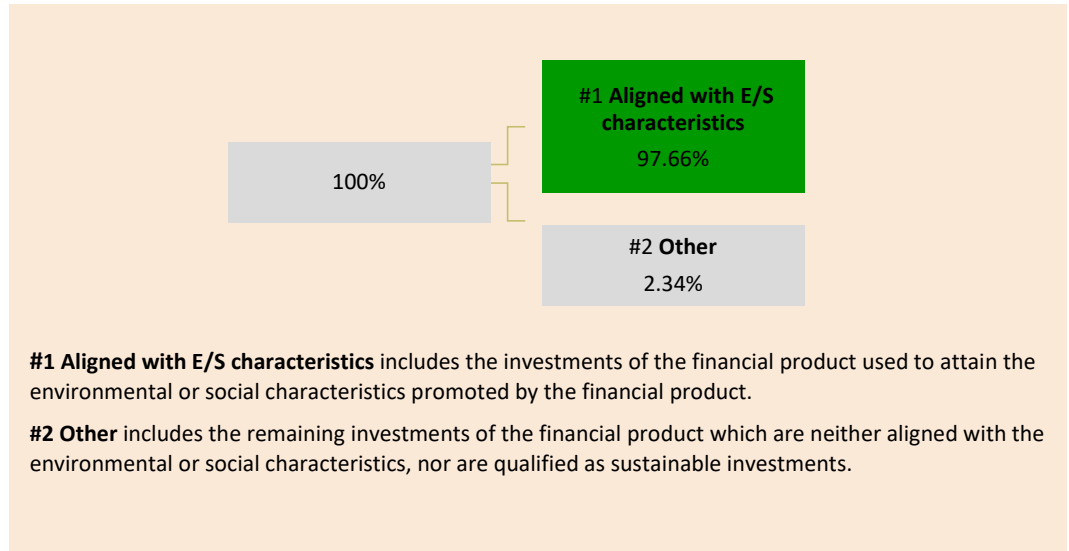 #1 Aligned with E/S
characteristics
97.66%
100%
#2 Other
2.34%
#1 Aligned with E/S characteristics includes the investments of the financial product used to attain the
environmental or social characteristics promoted by the financial product.
#2 Other includes the remaining investments of the financial product which are neither aligned with the
environmental or social characteristics, nor are qualified as sustainable investments.